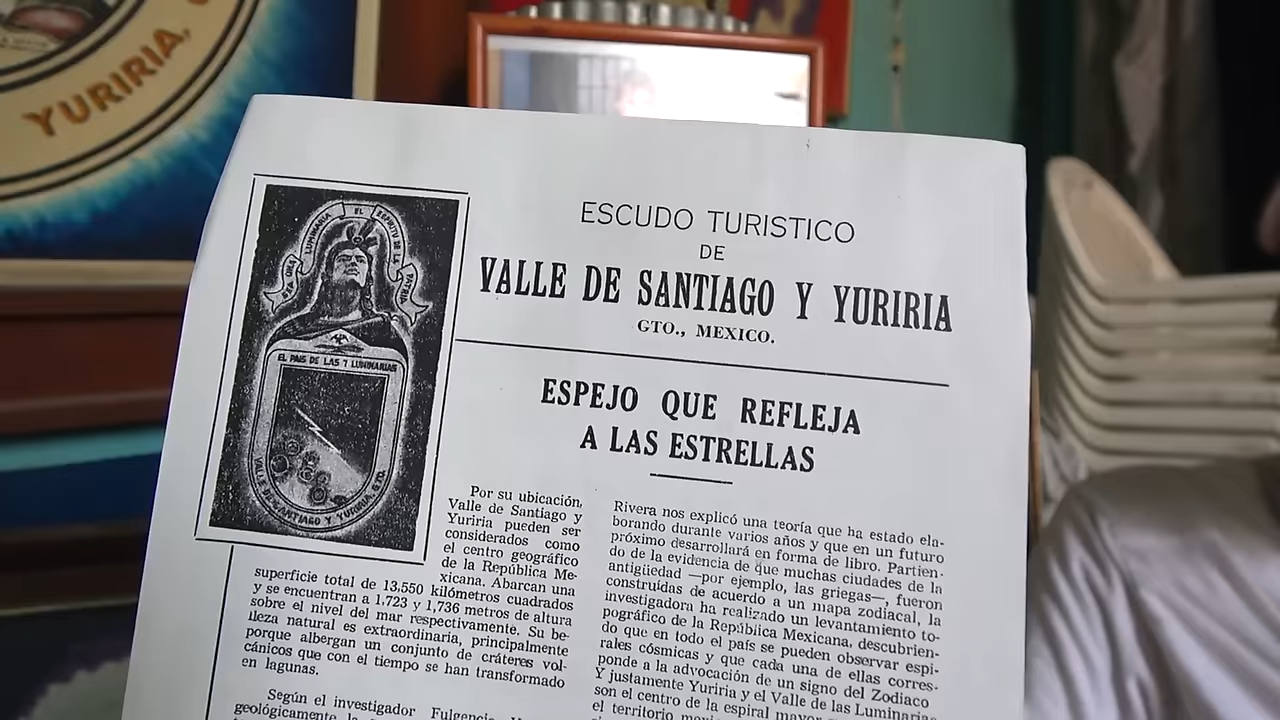 YURIRIA,
AYA OHA LUMINARIA EL ESPIRITU DE LA PATRIA
EL PAIS DE LAS 7 LUMINARIAS
VALLE DE SANTIAGO Y YURIRIA, GTO.
ESCUDO TURISTICO
DE
VALLE DE SANTIAGO Y YURIRIA
GTO., MEXICO.
ESPEJO QUE REFLEJA
A LAS ESTRELLAS
Por su ubicación,
Valle de Santiago y
Yuriria pueden ser
considerados como
el centro geográfico
de la República Me-
xicana. Abarcan una
superficie total de 13,550 kilómetros cuadrados
y se encuentran a 1,723 y 1,736 metros de altura
sobre el nivel del mar respectivamente. Su be-
lleza natural es extraordinaria, principalmente
porque albergan un conjunto de cráteres vol-
cánicos que con el tiempo se han transformado
en lagunas.
Según el investigador Fulgencio
geológicamente
Rivera nos explicó una teoría que ha estado ela-
borando durante varios años y que en un futuro
próximo desarrollará en forma de libro. Partien-
do de la evidencia de que muchas ciudades de la
antigüedad —por ejemplo, las griegas—, fueron
construídas de acuerdo a un mapa zodiacal, la
investigadora ha realizado un levantamiento to-
pográfico de la República Mexicana, descubrien-
do que en todo el país se pueden observar espi-
rales cósmicas y que cada una de ellas corres-
ponde a la advocación de un signo del Zodiaco
Y justamente Yuriria y el Valle de las Luminarias
son el centro de la espiral mayor
el territorio